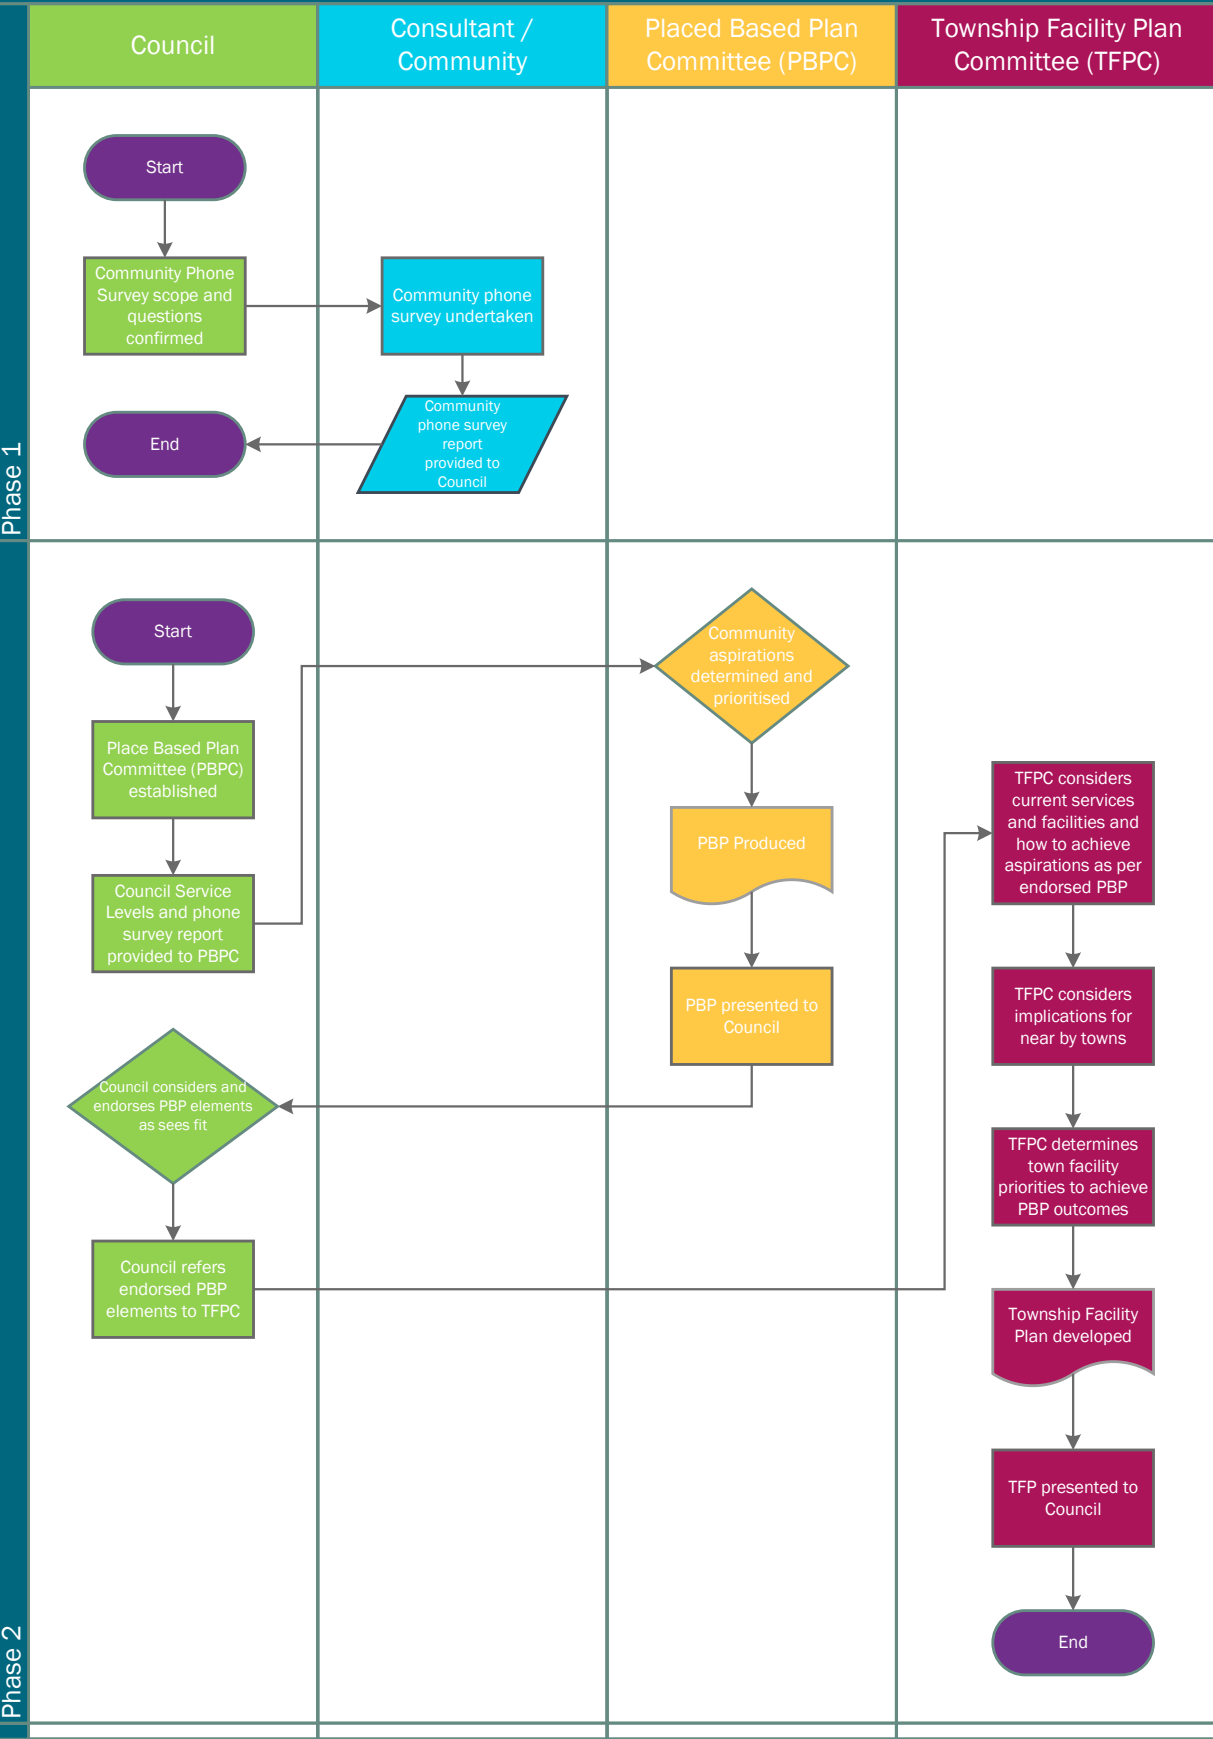 Council
Consultant /
Community
Placed Based Plan
Committee (PBPC)
Township Facility Plan
Committee (TFPC)
Phase 1
Start
Community Phone
Survey scope and
questions
confirmed
Community phone
survey undertaken
Community
phone survey
report
provided to
Council
End
Phase 2
Start
Place Based Plan
Committee (PBPC)
established
Council Service
Levels and phone
survey report
provided to PBPC
Community
aspirations
determined and
prioritised
PBP Produced
PBP presented to
Council
Council considers and
endorses PBP elements
as sees fit
Council refers
endorsed PBP
elements to TFPC
TFPC considers
current services
and facilities and
how to achieve
aspirations as per
endorsed PBP
TFPC considers
implications for
near by towns
TFPC determines
town facility
priorities to achieve
PBP outcomes
Township Facility
Plan developed
TFP presented to
Council
End